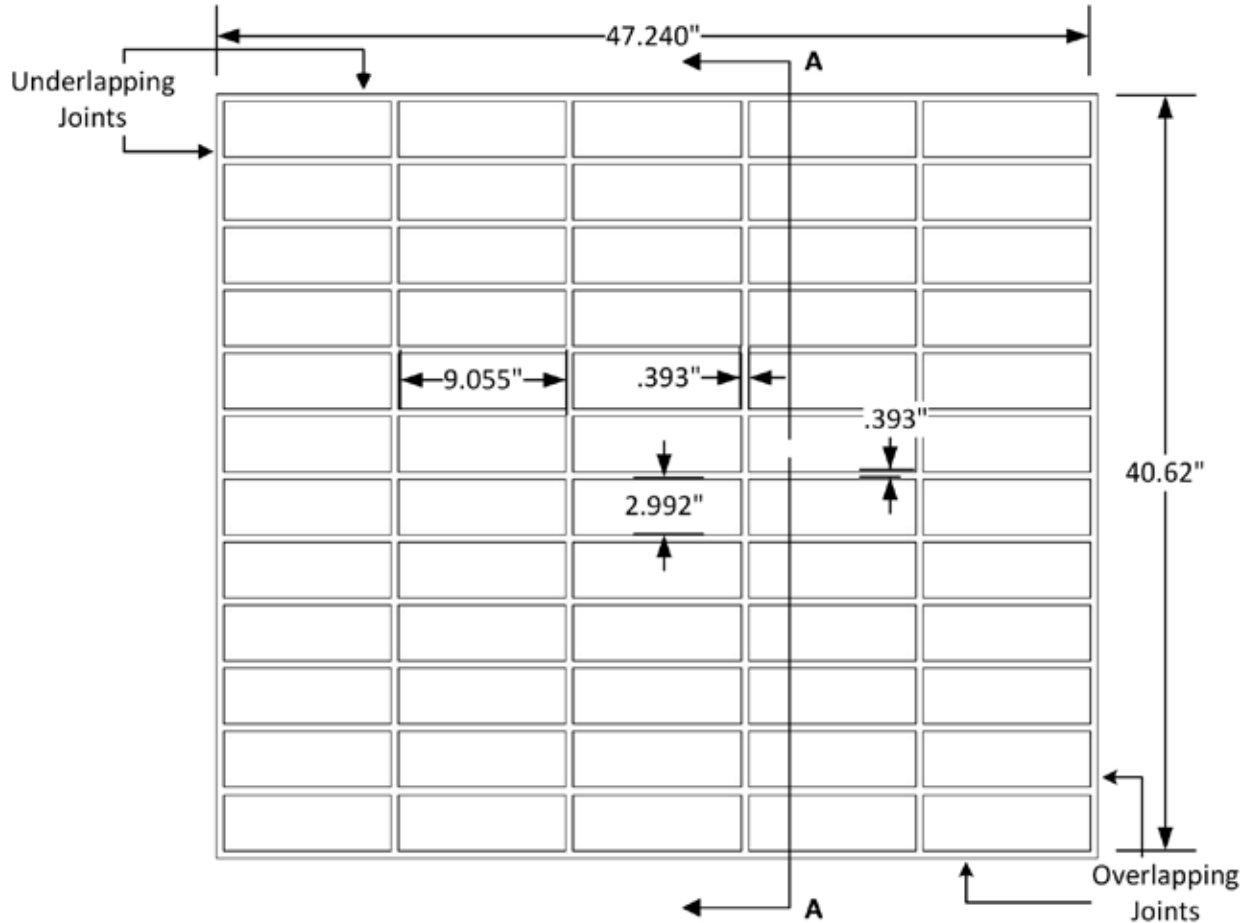 47.240"
A
Underlapping
Joints
9.055"
.393"
.393"
2.992"
40.62"
Overlapping
Joints
A